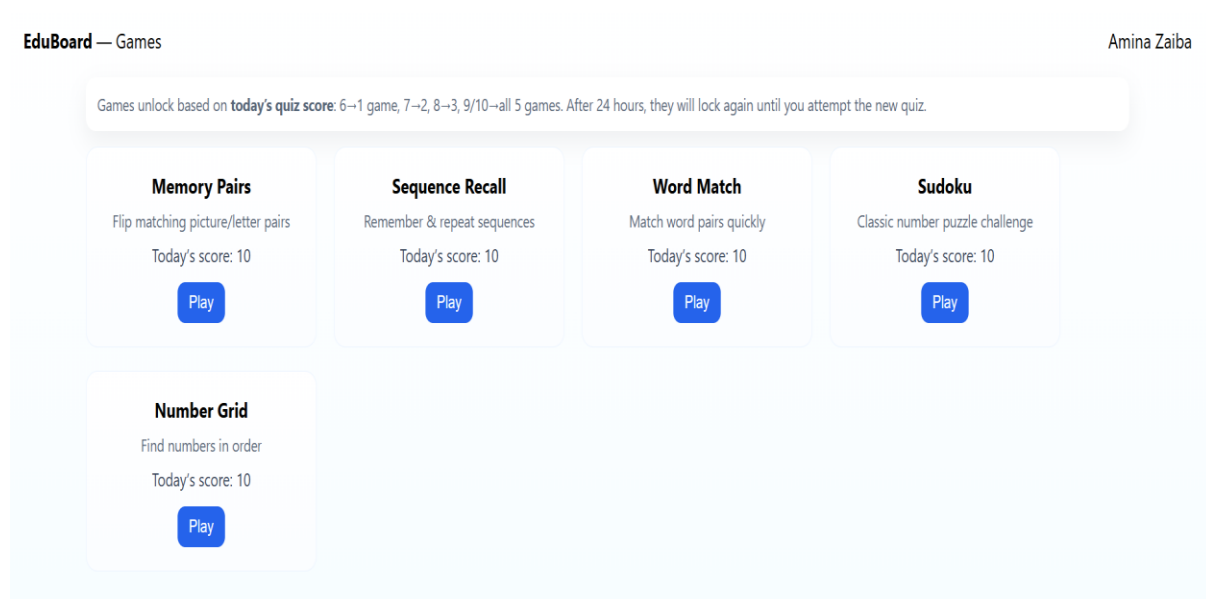 EduBoard — Games
Amina Zaiba
Games unlock based on today’s quiz score: 6→1 game, 7→2, 8→3, 9/10→all 5 games. After 24 hours, they will lock again until you attempt the new quiz.
Memory Pairs
Flip matching picture/letter pairs
Today’s score: 10
Play
Sequence Recall
Remember & repeat sequences
Today’s score: 10
Play
Word Match
Match word pairs quickly
Today’s score: 10
Play
Sudoku
Classic number puzzle challenge
Today’s score: 10
Play
Number Grid
Find numbers in order
Today’s score: 10
Play